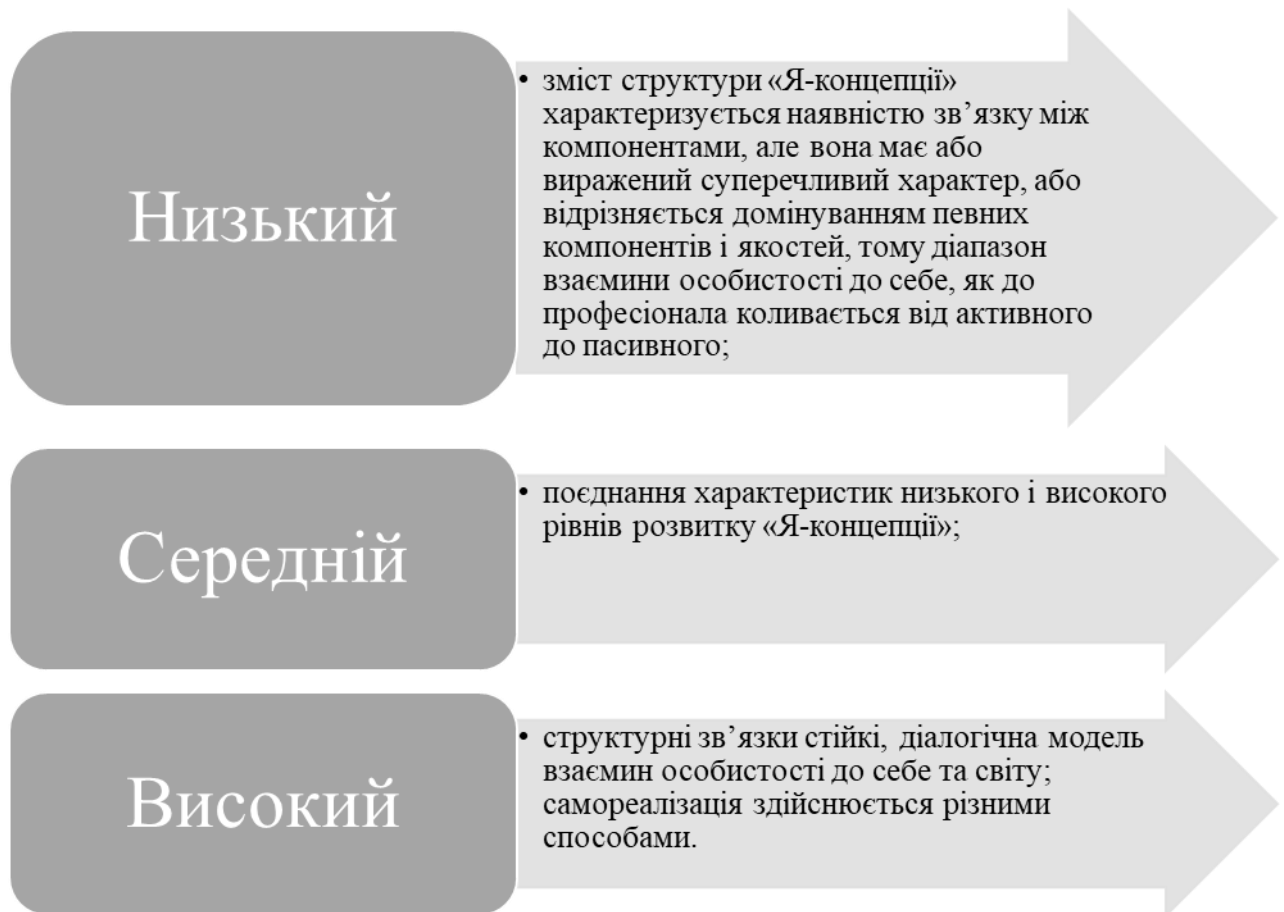 Низький
• зміст структури «Я-концепції»
характеризується наявністю зв’язку між
компонентами, але вона має або
виражений суперечливий характер, або
відрізняється домінуванням певних
компонентів і якостей, тому діапазон
взаємини особистості до себе, як до
професіонала коливається від активного
до пасивного;
Середній
• поєднання характеристик низького і високого
рівнів розвитку «Я-концепції»;
Високий
• структурні зв’язки стійкі, діалогічна модель
взаємин особистості до себе та світу;
самореалізація здійснюється різними
способами.